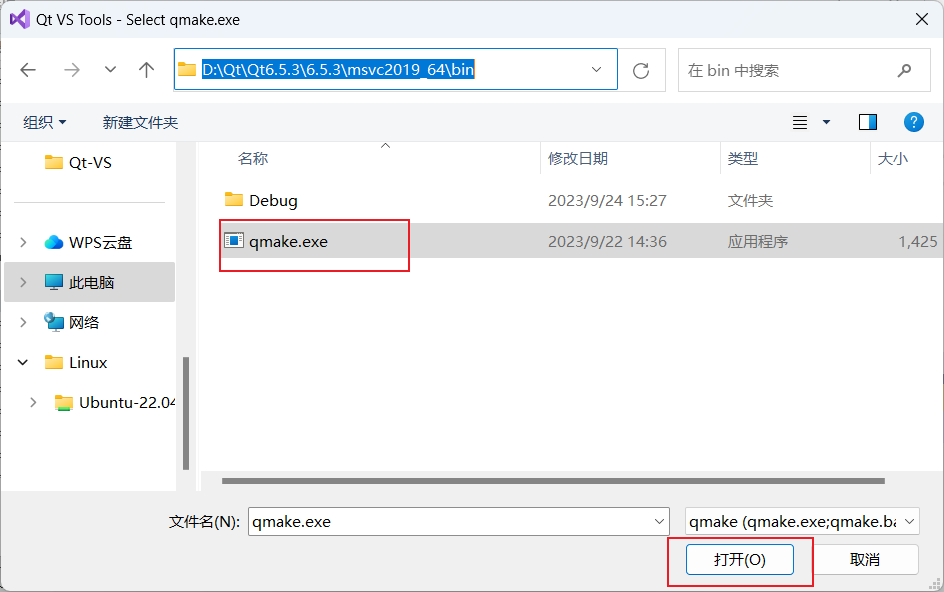 Qt VS Tools - Select qmake.exe
D:\Qt\Qt6.5.3\6.5.3\msvc2019_64\bin
在 bin 中搜索
组织
新建文件夹
?
Qt-VS
WPS云盘
此电脑
网络
Linux
Ubuntu-22.04
名称
修改日期
类型
大小
Debug
2023/9/24 15:27
文件夹
qmake.exe
2023/9/22 14:36
应用程序
1,425
文件名(N):
qmake.exe
qmake (qmake.exe;qmake.ba
打开(O)
取消